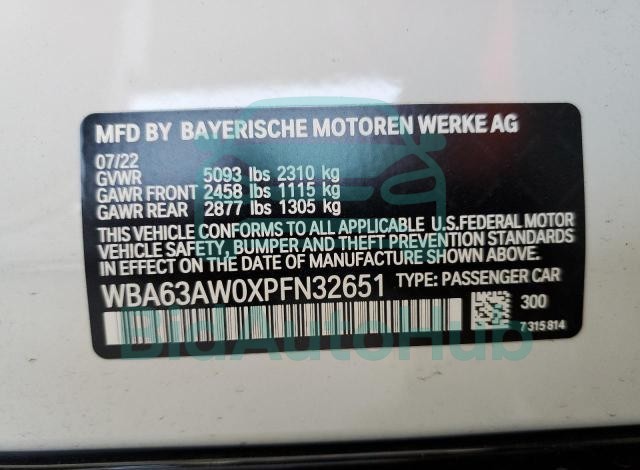 MFD BY BAYERISCHE MOTOREN WERKE AG
07/22
GVWR 5093 lbs 2310 kg
GAWR FRONT 2458 lbs 1115 kg
GAWR REAR 2877 lbs 1305 kg
THIS VEHICLE CONFORMS TO ALL APPLICABLE U.S.FEDERAL MOTOR
VEHICLE SAFETY, BUMPER AND THEFT PREVENTION STANDARDS
IN EFFECT ON THE DATE OF MANUFACTURE SHOWN ABOVE.
WBA63AW0XPFN32651 TYPE: PASSENGER CAR
300
7 315 814
BidAutoHub